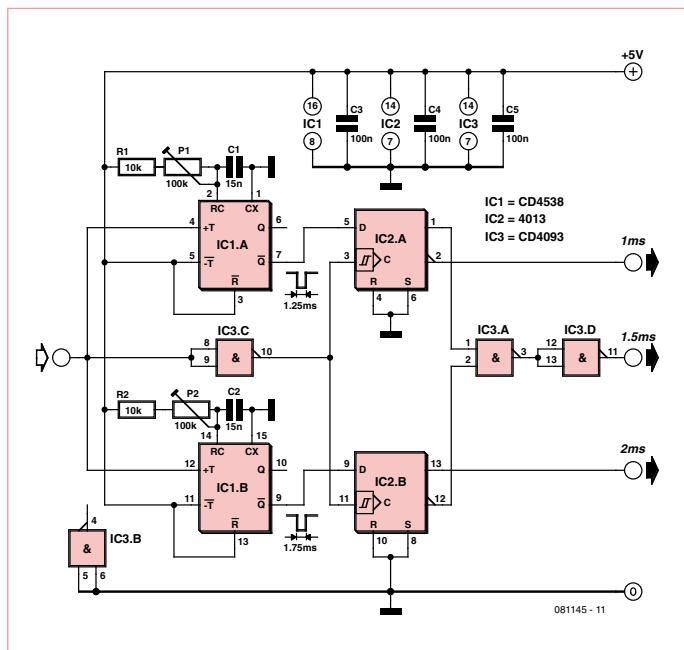 +5V
16 14 14
IC1 C3 IC2 C4 IC3 C5
8 100n 7 100n 7 100n
R1 P1 C1
10k 100k 15n
2 1
RC CX
4 +T Q 6
IC1.A
5 -T Q 7
R
3
1.25ms
IC1 = CD4538
IC2 = 4013
IC3 = CD4093
5 D 1
IC2.A
3 C 2
R S
4 6
1ms
IC3.C
8
9 & 10
IC3.A
1
2 & 3
IC3.D
12
13 & 11
1.5ms
R2 P2 C2
10k 100k 15n
14 15
RC CX
12 +T Q 10
IC1.B
11 -T Q 9
R
13
1.75ms
9 D 13
IC2.B
11 C 12
R S
10 8
2ms
4
& IC3.B
5 6
0
081145 - 11